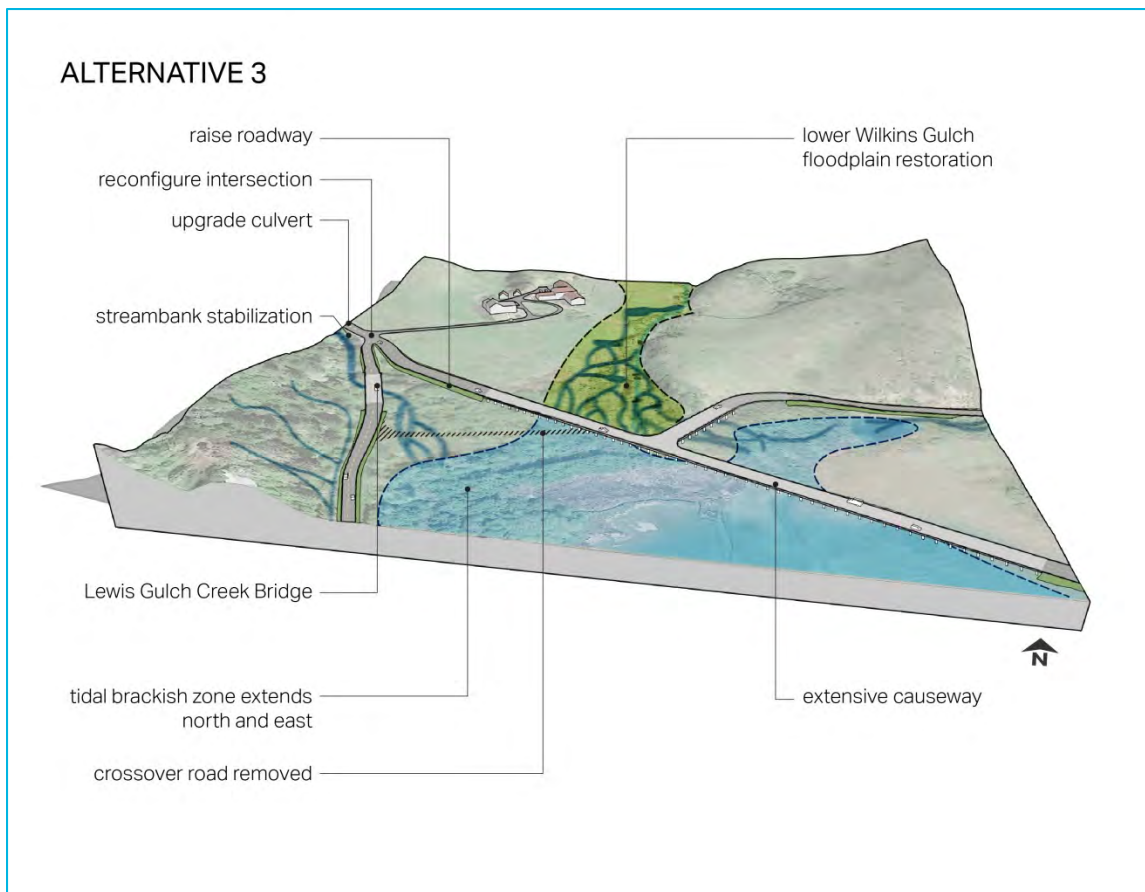 ALTERNATIVE 3
raise roadway
reconfigure intersection
upgrade culvert
streambank stabilization
lower Wilkins Gulch
floodplain restoration
Lewis Gulch Creek Bridge
tidal brackish zone extends
north and east
crossover road removed
extensive causeway
N